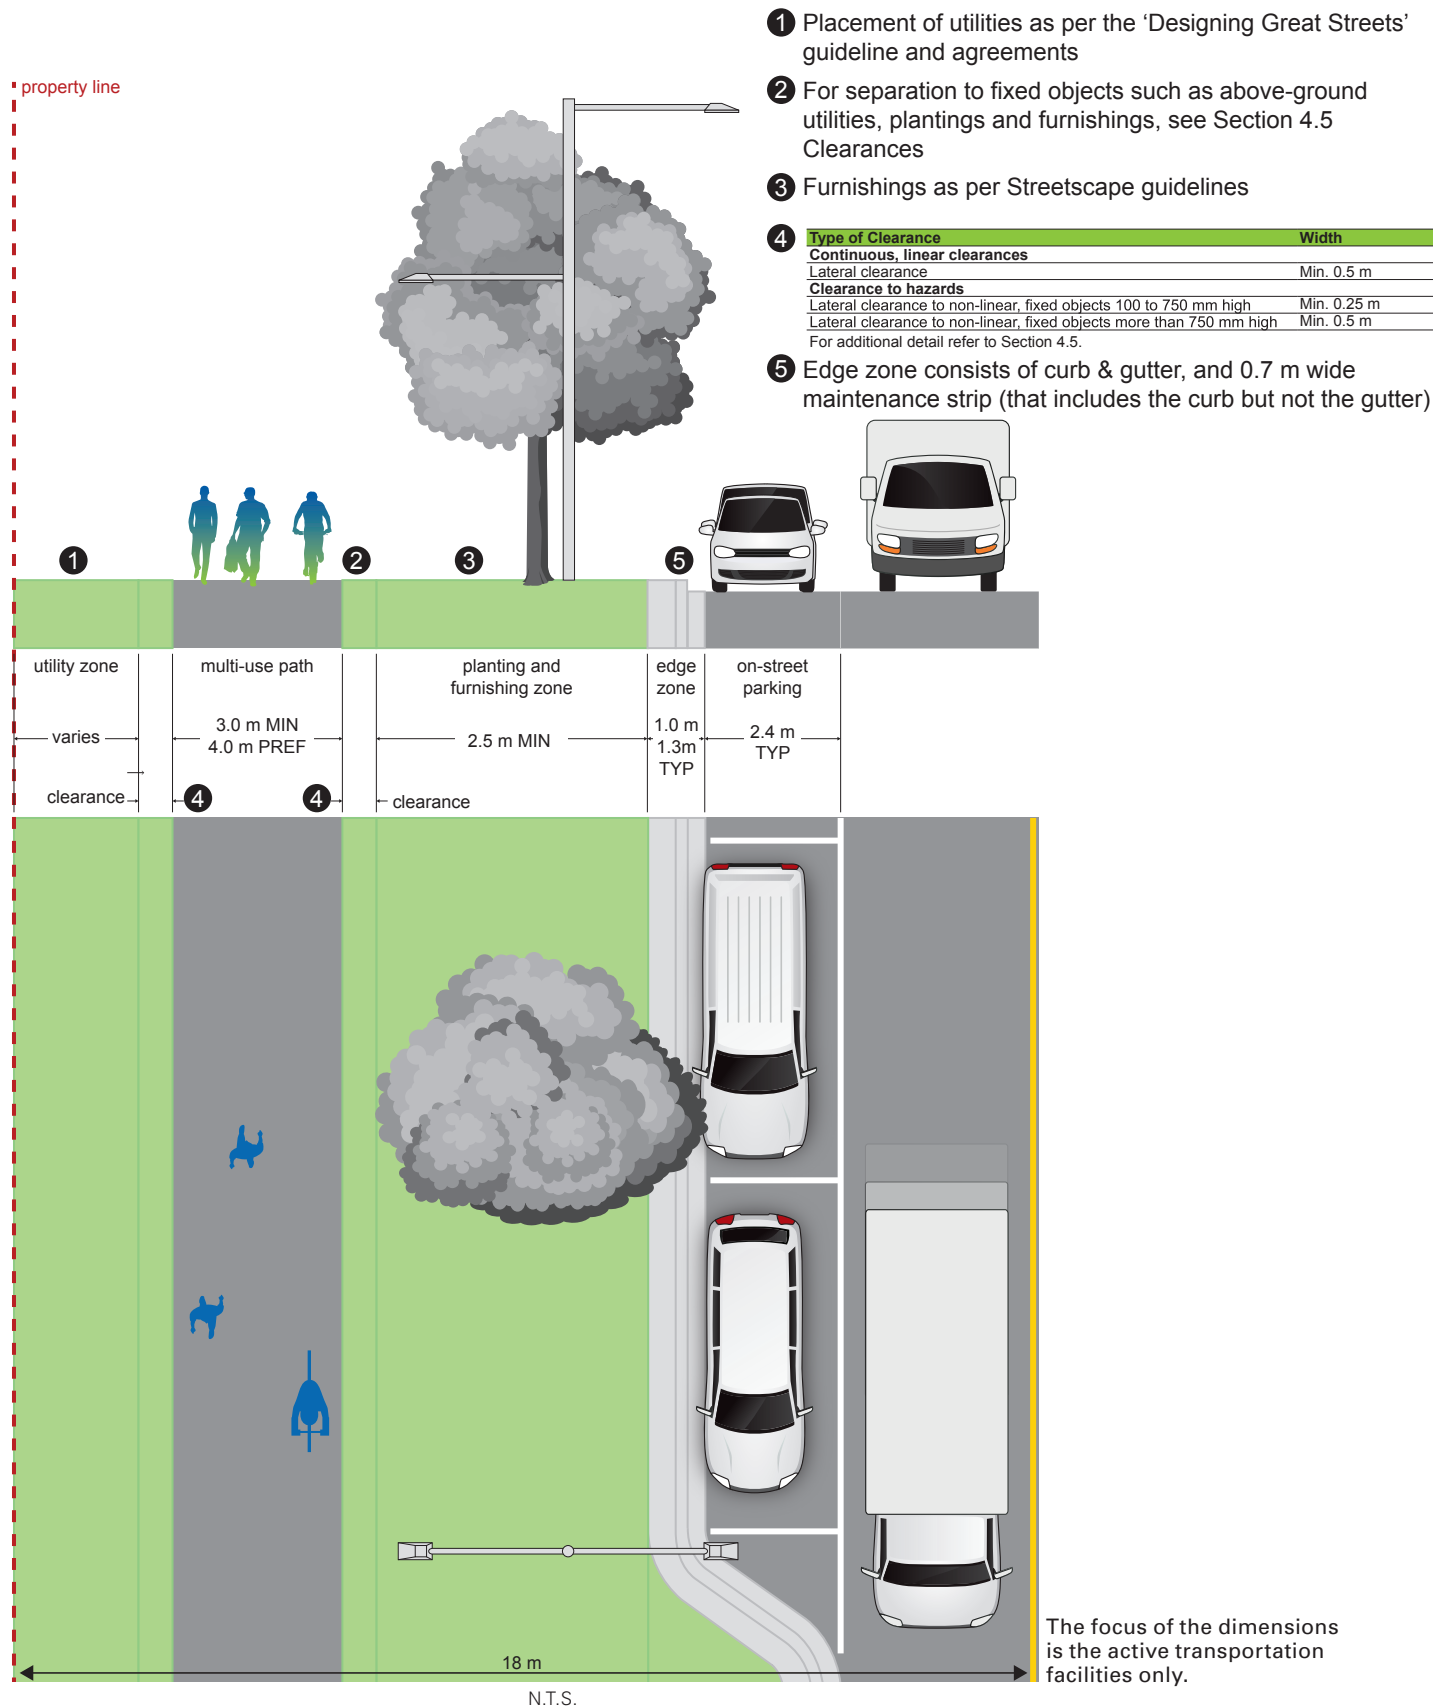 1 Placement of utilities as per the ‘Designing Great Streets’
guideline and agreements
2 For separation to fixed objects such as above-ground
utilities, plantings and furnishings, see Section 4.5
Clearances
3 Furnishings as per Streetscape guidelines
4
Type of Clearance Width
Continuous, linear clearances
Lateral clearance Min. 0.5 m
Clearance to hazards
Lateral clearance to non-linear, fixed objects 100 to 750 mm high Min. 0.25 m
Lateral clearance to non-linear, fixed objects more than 750 mm high Min. 0.5 m
For additional detail refer to Section 4.5.
5 Edge zone consists of curb & gutter, and 0.7 m wide
maintenance strip (that includes the curb but not the gutter)
property line
1 2 3 5
utility zone
multi-use path
planting and
furnishing zone
edge
zone
on-street
parking
varies
3.0 m MIN
4.0 m PREF
2.5 m MIN
1.0 m
1.3m
TYP
2.4 m
TYP
clearance 4 4 clearance
The focus of the dimensions
is the active transportation
facilities only.
18 m
N.T.S.